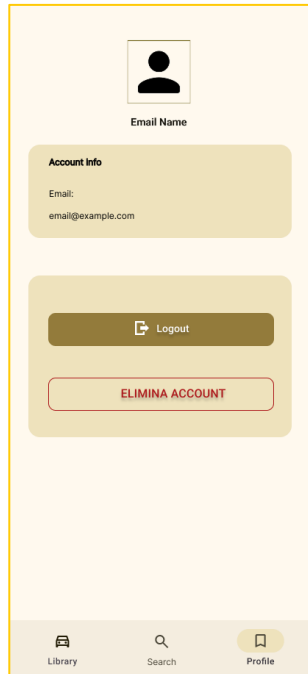 Email Name
Account Info
Email:
email@example.com
Logout
ELIMINA ACCOUNT
Library
Search
Profile